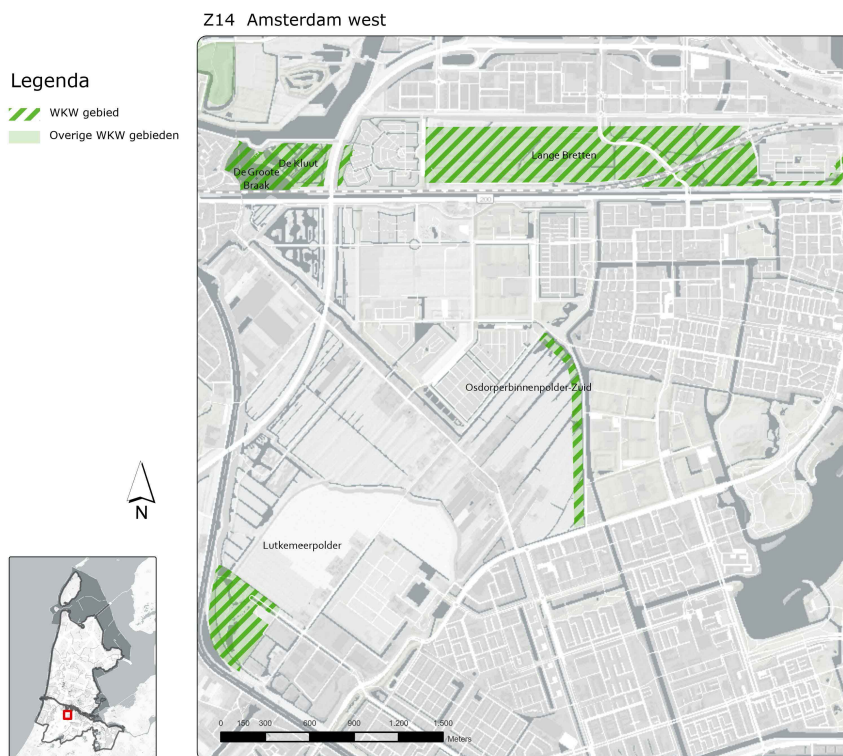 Z14 Amsterdam west
Legenda
WKW gebied
Overige WKW gebieden
De Kluut
De Groote
Braak
Lange Bretten
200
Osdorperbinnenpolder-Zuid
Lutkemeerpolder
N
0 150 300 600 900 1.200 1.500
Meters